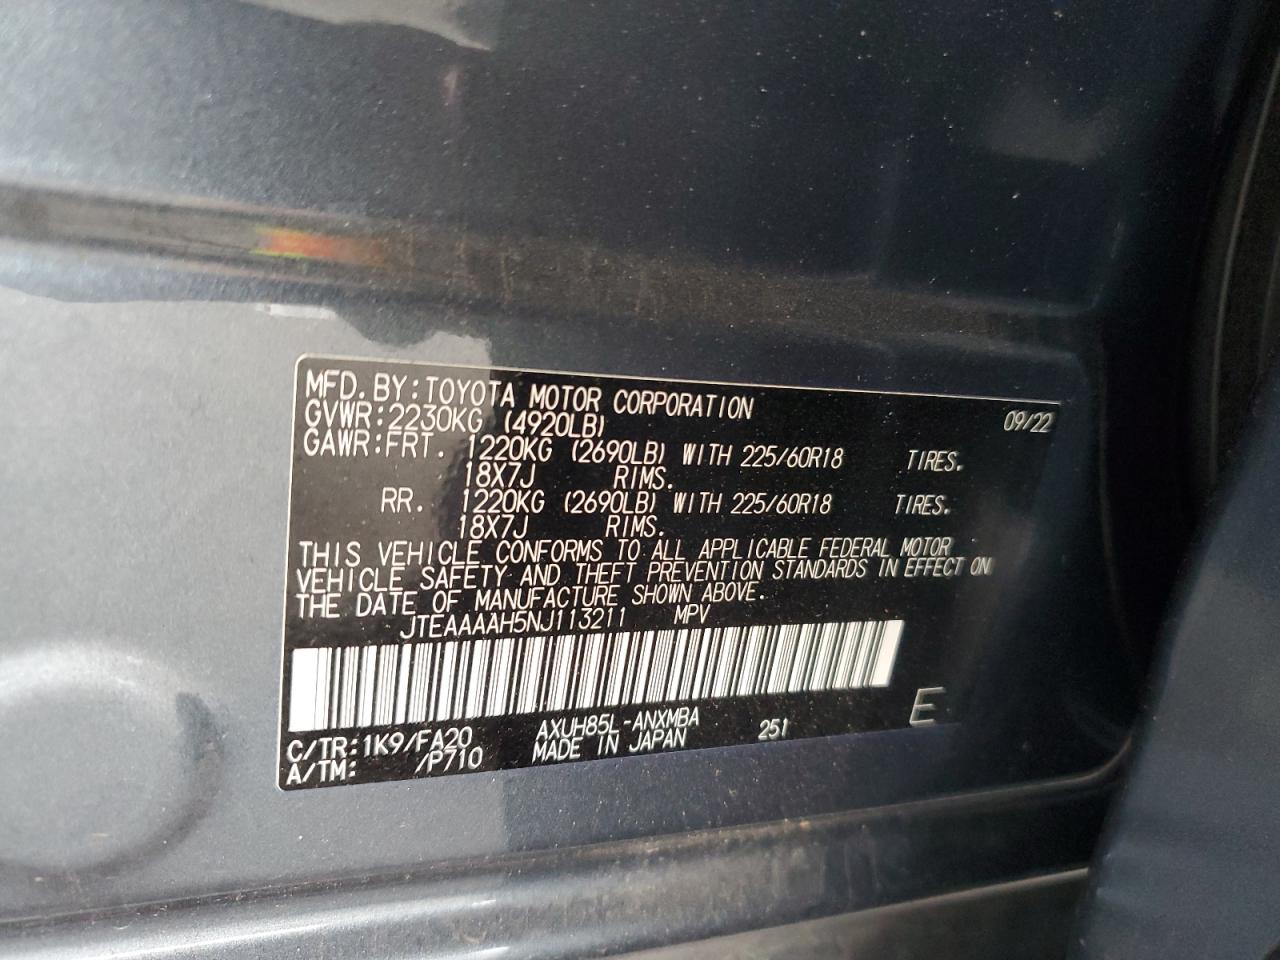 MFD. BY: TOYOTA MOTOR CORPORATION 09/22
GVWR: 2230KG (4920LB)
GAWR: FRT. 1220KG (2690LB) WITH 225/60R18 TIRES.
18X7J RIMS.
RR. 1220KG (2690LB) WITH 225/60R18 TIRES.
18X7J RIMS.
THIS VEHICLE CONFORMS TO ALL APPLICABLE FEDERAL MOTOR
VEHICLE SAFETY AND THEFT PREVENTION STANDARDS IN EFFECT ON
THE DATE OF MANUFACTURE SHOWN ABOVE.
JTEAAAAH5NJ113211 MPV
C/TR: 1K9/FA20 AXUH85L-ANXMBA 251 E
A/TM: /P710 MADE IN JAPAN